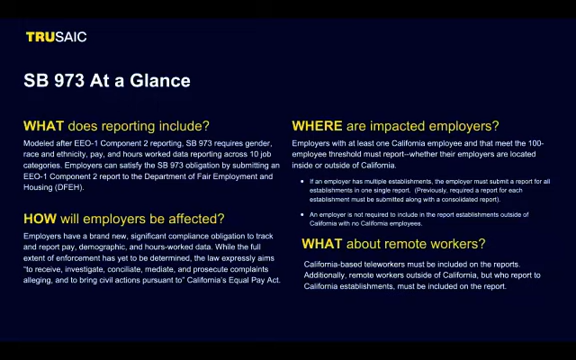 TRUSAIC
SB 973 At a Glance
WHAT does reporting include?
Modeled after EEO-1 Component 2 reporting, SB 973 requires gender,
race and ethnicity, pay, and hours worked data reporting across 10 job
categories. Employers can satisfy the SB 973 obligation by submitting an
EEO-1 Component 2 report to the Department of Fair Employment and
Housing (DFEH).
HOW will employers be affected?
Employers have a brand new, significant compliance obligation to track
and report pay, demographic, and hours-worked data. While the full
extent of enforcement has yet to be determined, the law expressly aims
"to receive, investigate, conciliate, mediate, and prosecute complaints
alleging, and to bring civil actions pursuant to" California's Equal Pay Act.
WHERE are impacted employers?
Employers with at least one California employee and that meet the 100-
employee threshold must report--whether their employers are located
inside or outside of California.
• If an employer has multiple establishments, the employer must submit a report for all
establishments in one single report. (Previously, required a report for each
establishment must be submitted along with a consolidated report).
• An employer is not required to include in the report establishments outside of
California with no California employees.
WHAT about remote workers?
California-based teleworkers must be included on the reports.
Additionally, remote workers outside of California, but who report to
California establishments, must be included on the report.